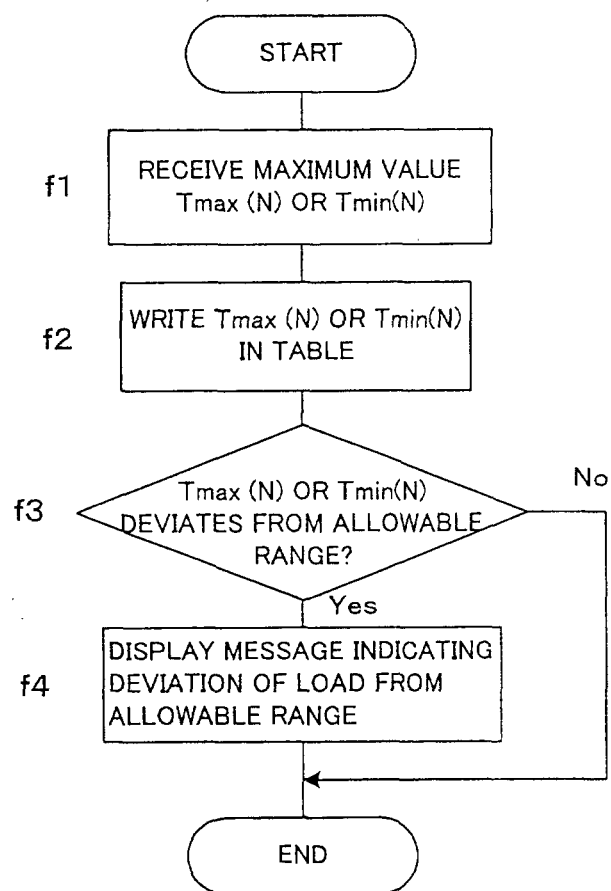 START
f1
RECEIVE MAXIMUM VALUE
Tmax (N) OR Tmin(N)
f2
WRITE Tmax (N) OR Tmin(N)
IN TABLE
f3
Tmax (N) OR Tmin(N)
DEVIATES FROM ALLOWABLE
RANGE?
No
Yes
f4
DISPLAY MESSAGE INDICATING
DEVIATION OF LOAD FROM
ALLOWABLE RANGE
END